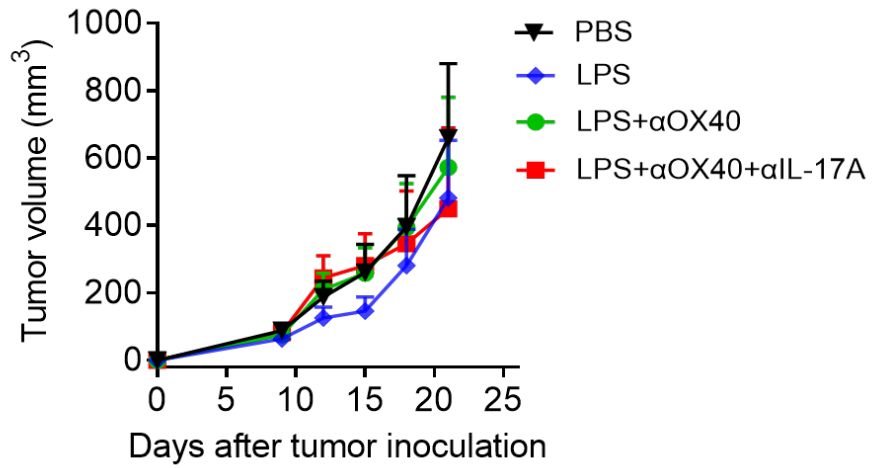 1000
800
600
400
200
0
Tumor volume (mm³)
0 5 10 15 20 25
Days after tumor inoculation
PBS
LPS
LPS+αOX40
LPS+αOX40+αIL-17A